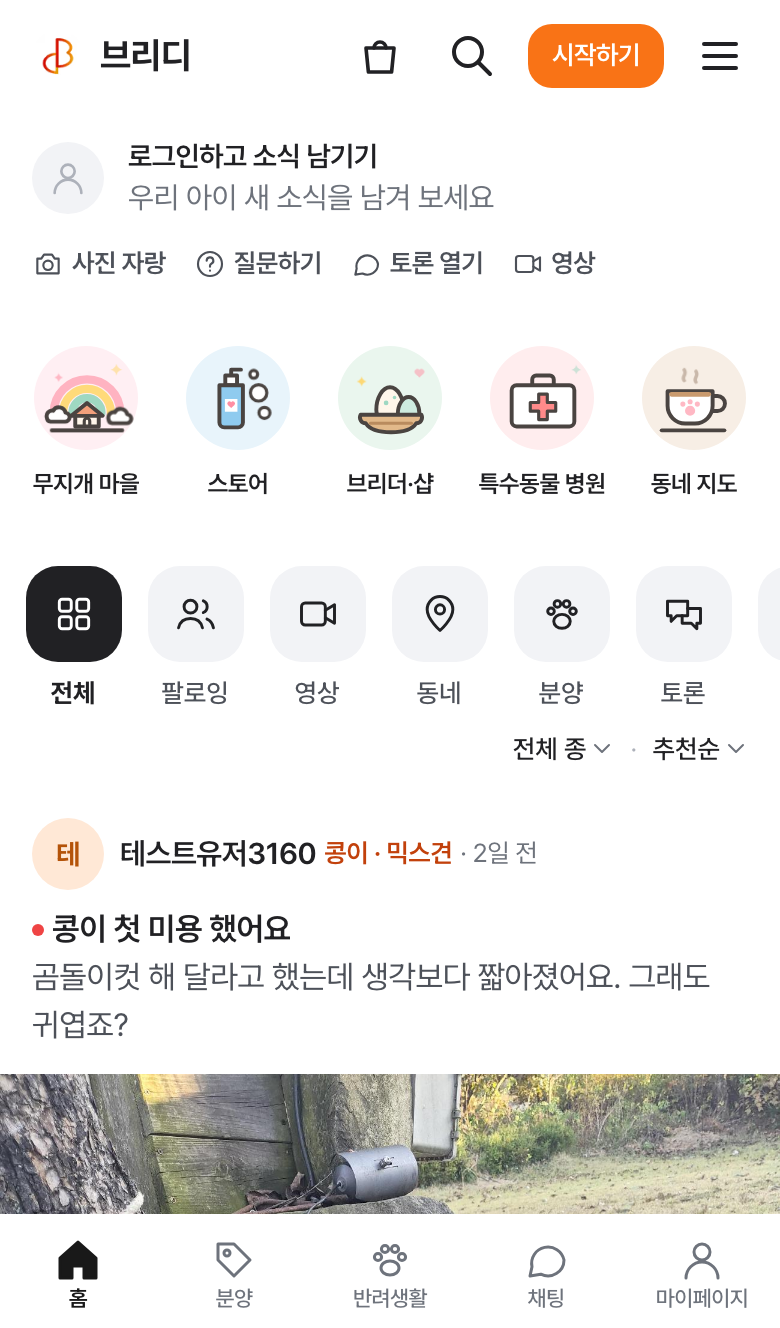 브리디
시작하기
로그인하고 소식 남기기
우리 아이 새 소식을 남겨 보세요
사진 자랑 질문하기 토론 열기 영상
무지개 마을 스토어 브리더·샵 특수동물 병원 동네 지도
전체 팔로잉 영상 동네 분양 토론
전체 종 · 추천순
테 테스트유저3160 콩이 · 믹스견 · 2일 전
콩이 첫 미용 했어요
곰돌이컷 해 달라고 했는데 생각보다 짧아졌어요. 그래도
귀엽죠?
홈 분양 반려생활 채팅 마이페이지